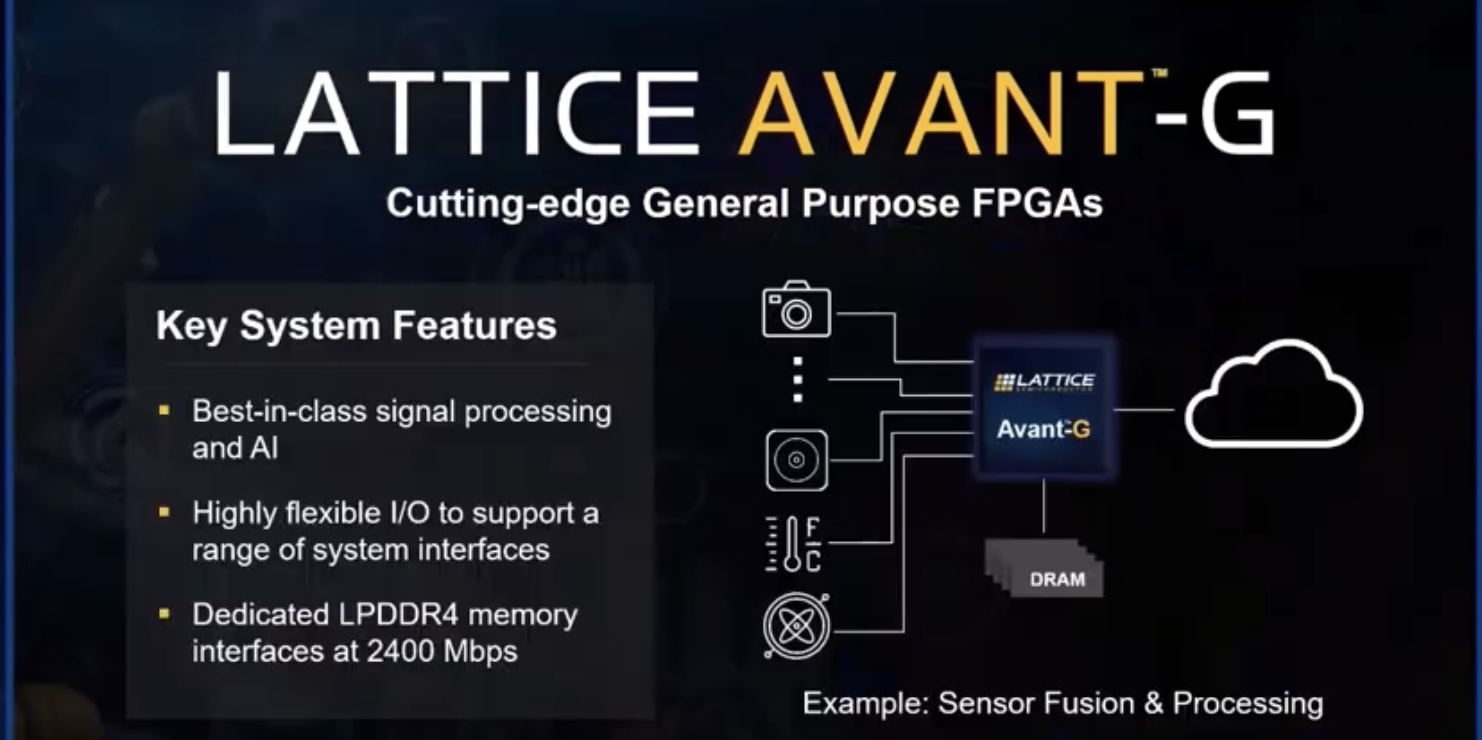 LATTICE AVANT™-G
Cutting-edge General Purpose FPGAs
Key System Features
Best-in-class signal processing
and AI
Highly flexible I/O to support a
range of system interfaces
Dedicated LPDDR4 memory
interfaces at 2400 Mbps
F
C
LATTICE
SEMICONDUCTOR
Avant™-G
DRAM
Example: Sensor Fusion & Processing